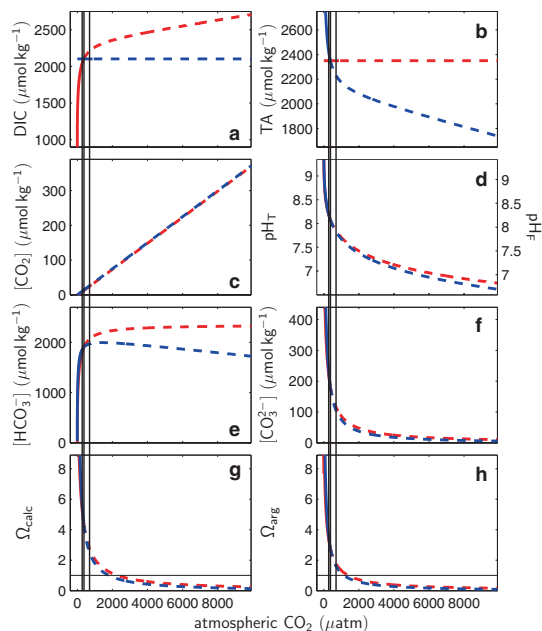 DIC (μmol kg⁻¹)
2500
2000
1500
1000
a
TA (μmol kg⁻¹)
2600
2400
2200
2000
1800
b
[CO₂] (μmol kg⁻¹)
300
200
100
0
c
pH_T
9
8.5
8
7.5
7
d
pH_F
9
8.5
8
7.5
7
[HCO₃⁻] (μmol kg⁻¹)
2000
1000
0
e
[CO₃²⁻] (μmol kg⁻¹)
400
300
200
100
0
f
Ω_calc
8
6
4
2
0
g
0 2000 4000 6000 8000
Ω_arg
8
6
4
2
0
h
0 2000 4000 6000 8000
atmospheric CO₂ (μatm)